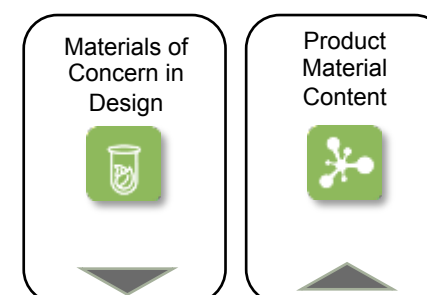 Materials of
Concern in
Design
Product
Material
Content